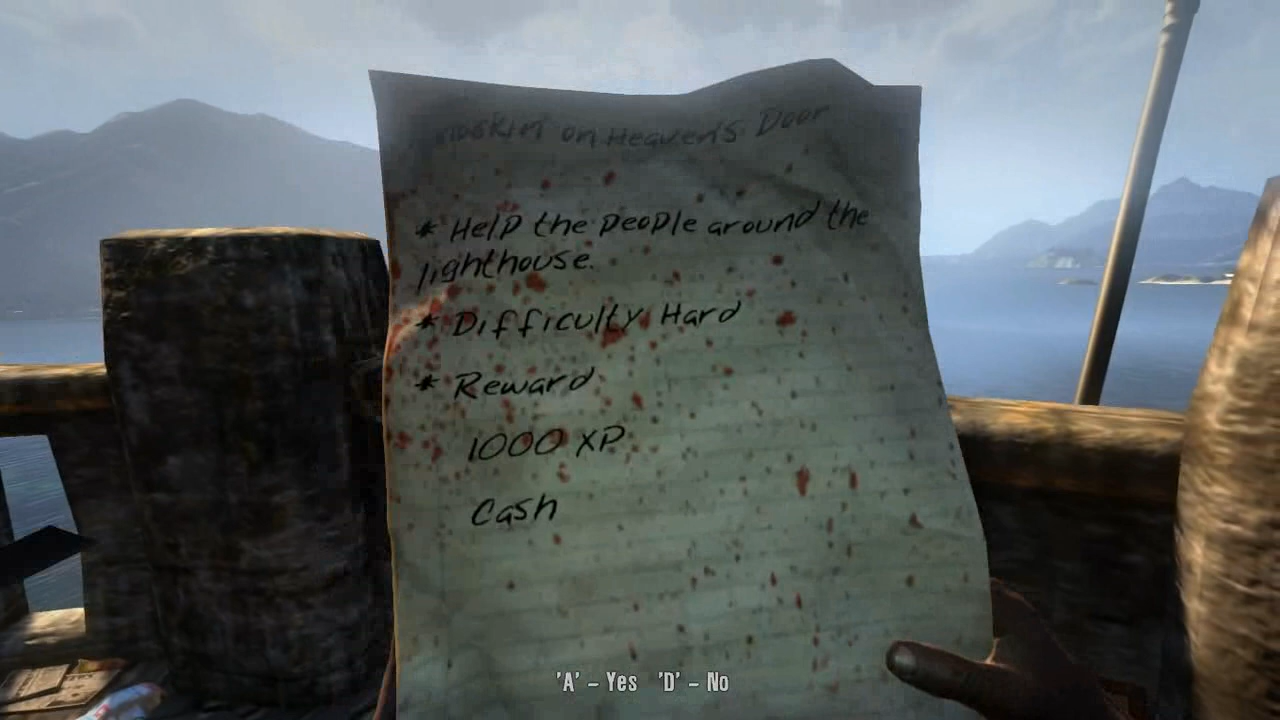 on Heaven's Door
* Help the people around the
lighthouse.
* Difficulty Hard
* Reward
1000 XP
Cash
'A' – Yes 'D' – No